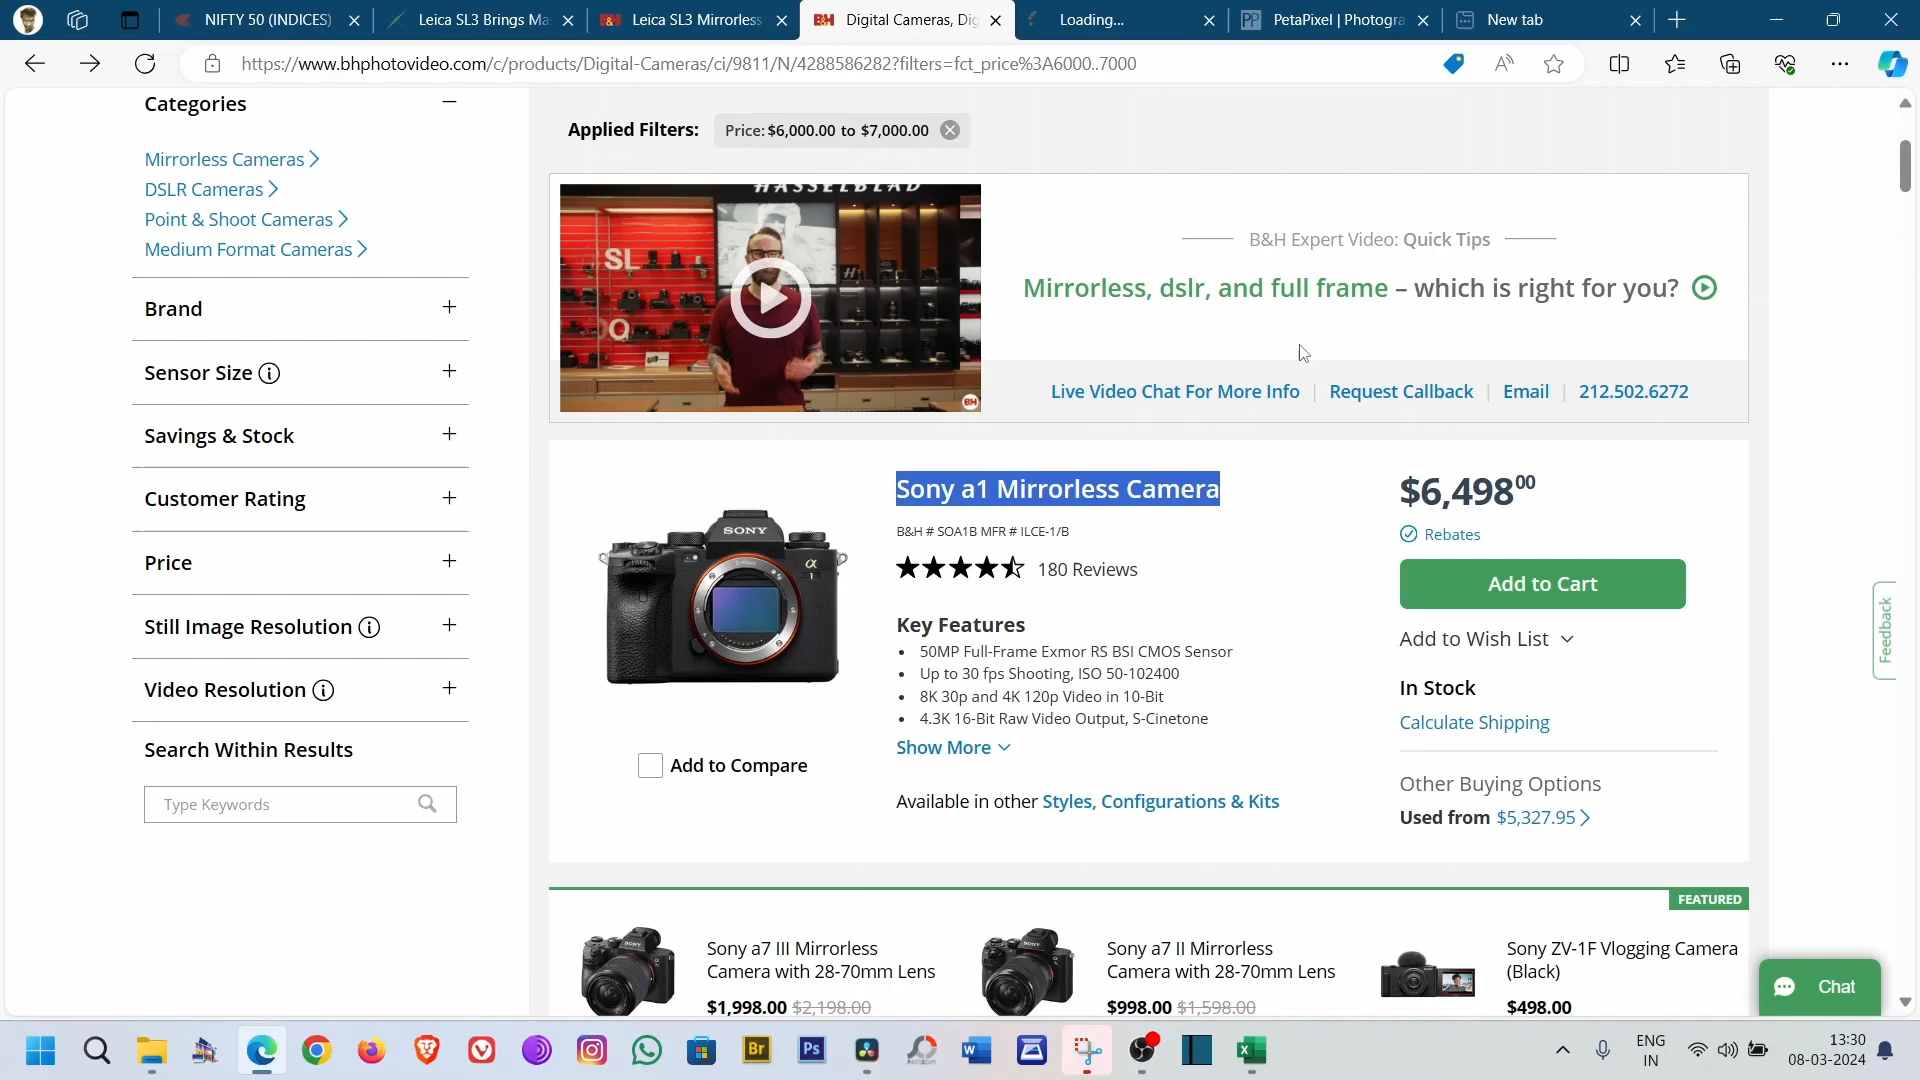 NIFTY 50 (INDICES)
Leica SL3 Brings Ma
Leica SL3 Mirrorless
Digital Cameras, Dig
Loading...
PetaPixel | Photogra
New tab
https://www.bhphotovideo.com/c/products/Digital-Cameras/ci/9811/N/4288586282?filters=fct_price%3A6000..7000
Categories
Mirrorless Cameras
DSLR Cameras
Point & Shoot Cameras
Medium Format Cameras
Brand
Sensor Size
Savings & Stock
Customer Rating
Price
Still Image Resolution
Video Resolution
Search Within Results
Type Keywords
Applied Filters: Price: $6,000.00 to $7,000.00
HASSELBLAD
SL
B&H Expert Video: Quick Tips
Mirrorless, dslr, and full frame – which is right for you?
Live Video Chat For More Info | Request Callback | Email | 212.502.6272
SONY
α
1
Add to Compare
Sony a1 Mirrorless Camera
B&H # SOA1B MFR # ILCE-1/B
180 Reviews
Key Features
• 50MP Full-Frame Exmor RS BSI CMOS Sensor
• Up to 30 fps Shooting, ISO 50-102400
• 8K 30p and 4K 120p Video in 10-Bit
• 4.3K 16-Bit Raw Video Output, S-Cinetone
Show More
Available in other Styles, Configurations & Kits
$6,498.00
Rebates
Add to Cart
Add to Wish List
In Stock
Calculate Shipping
Other Buying Options
Used from $5,327.95
Feedback
FEATURED
Sony a7 III Mirrorless
Camera with 28-70mm Lens
$1,998.00 $2,198.00
Sony a7 II Mirrorless
Camera with 28-70mm Lens
$998.00 $1,598.00
Sony ZV-1F Vlogging Camera
(Black)
$498.00
Chat
Br
Ps
ENG
IN
13:30
08-03-2024